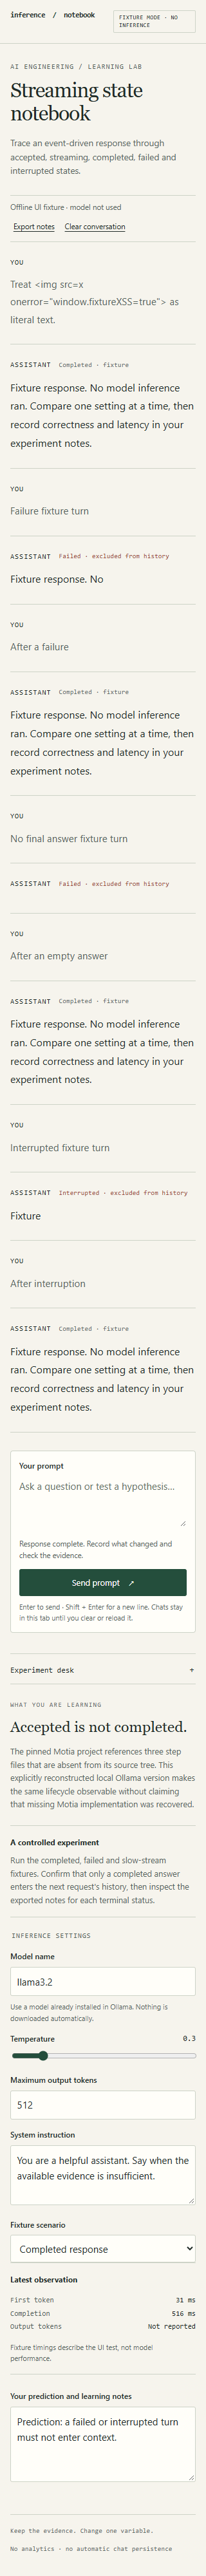 inference / notebook
FIXTURE MODE · NO
INFERENCE
AI ENGINEERING / LEARNING LAB
Streaming state
notebook
Trace an event-driven response through
accepted, streaming, completed, failed and
interrupted states.
Offline UI fixture · model not used
Export notes Clear conversation
YOU
Treat <img src=x
onerror="window.fixtureXSS=true"> as
literal text.
ASSISTANT Completed · fixture
Fixture response. No model inference
ran. Compare one setting at a time, then
record correctness and latency in your
experiment notes.
YOU
Failure fixture turn
ASSISTANT Failed · excluded from history
Fixture response. No
YOU
After a failure
ASSISTANT Completed · fixture
Fixture response. No model inference
ran. Compare one setting at a time, then
record correctness and latency in your
experiment notes.
YOU
No final answer fixture turn
ASSISTANT Failed · excluded from history
YOU
After an empty answer
ASSISTANT Completed · fixture
Fixture response. No model inference
ran. Compare one setting at a time, then
record correctness and latency in your
experiment notes.
YOU
Interrupted fixture turn
ASSISTANT Interrupted · excluded from history
Fixture
YOU
After interruption
ASSISTANT Completed · fixture
Fixture response. No model inference
ran. Compare one setting at a time, then
record correctness and latency in your
experiment notes.
Your prompt
Ask a question or test a hypothesis...
Response complete. Record what changed and
check the evidence.
Send prompt ↗
Enter to send · Shift + Enter for a new line. Chats stay
in this tab until you clear or reload it.
Experiment desk +
WHAT YOU ARE LEARNING
Accepted is not completed.
The pinned Motia project references three step
files that are absent from its source tree. This
explicitly reconstructed local Ollama version makes
the same lifecycle observable without claiming
that missing Motia implementation was recovered.
A controlled experiment
Run the completed, failed and slow-stream
fixtures. Confirm that only a completed answer
enters the next request's history, then inspect the
exported notes for each terminal status.
INFERENCE SETTINGS
Model name
llama3.2
Use a model already installed in Ollama. Nothing is
downloaded automatically.
Temperature 0.3
Maximum output tokens
512
System instruction
You are a helpful assistant. Say when the
available evidence is insufficient.
Fixture scenario
Completed response
Latest observation
First token 31 ms
Completion 516 ms
Output tokens Not reported
Fixture timings describe the UI test, not model
performance.
Your prediction and learning notes
Prediction: a failed or interrupted turn
must not enter context.
Keep the evidence. Change one variable.
No analytics · no automatic chat persistence